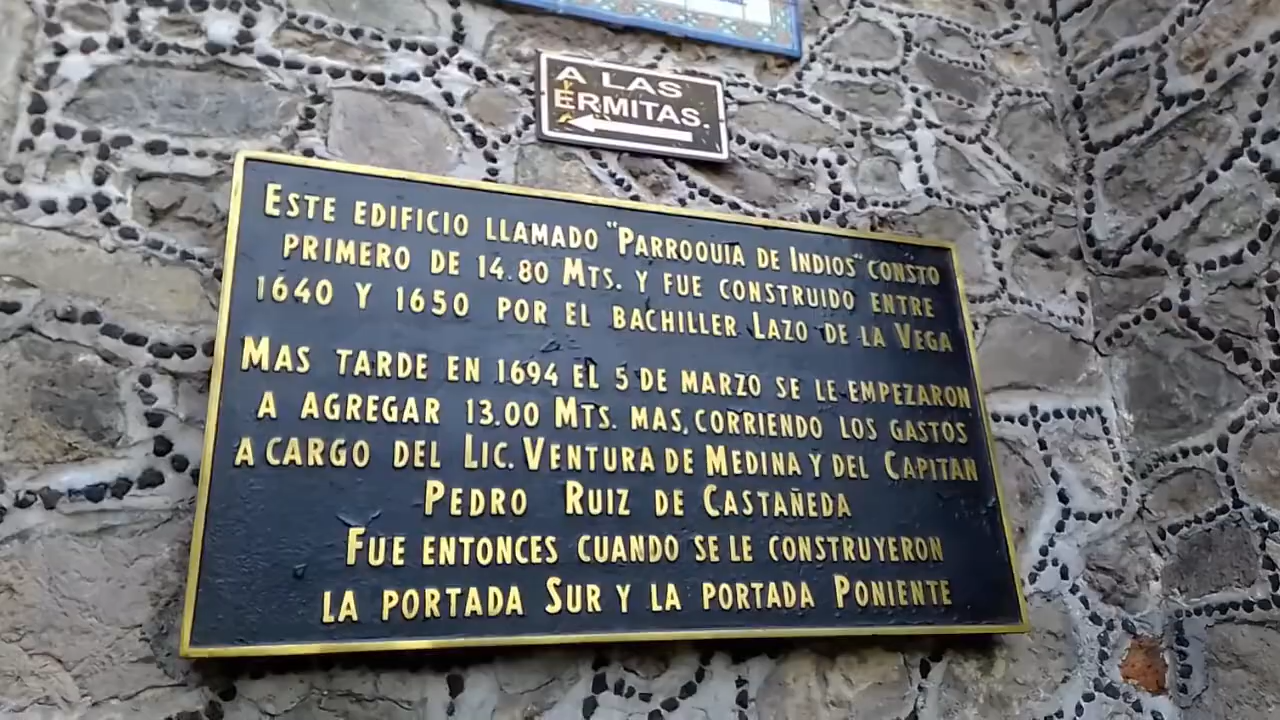 A LAS
ERMITAS.
ESTE EDIFICIO LLAMADO "PARROQUIA DE INDIOS" CONSTO
PRIMERO DE 14.80 MTS. Y FUE CONSTRUIDO ENTRE
1640 Y 1650 POR EL BACHILLER LAZO DE LA VEGA
MAS TARDE EN 1694 EL 5 DE MARZO SE LE EMPEZARON
A AGREGAR 13.00 MTS. MAS, CORRIENDO LOS GASTOS
A CARGO DEL LIC. VENTURA DE MEDINA Y DEL CAPITAN
PEDRO RUIZ DE CASTAÑEDA
FUE ENTONCES CUANDO SE LE CONSTRUYERON
LA PORTADA SUR Y LA PORTADA PONIENTE